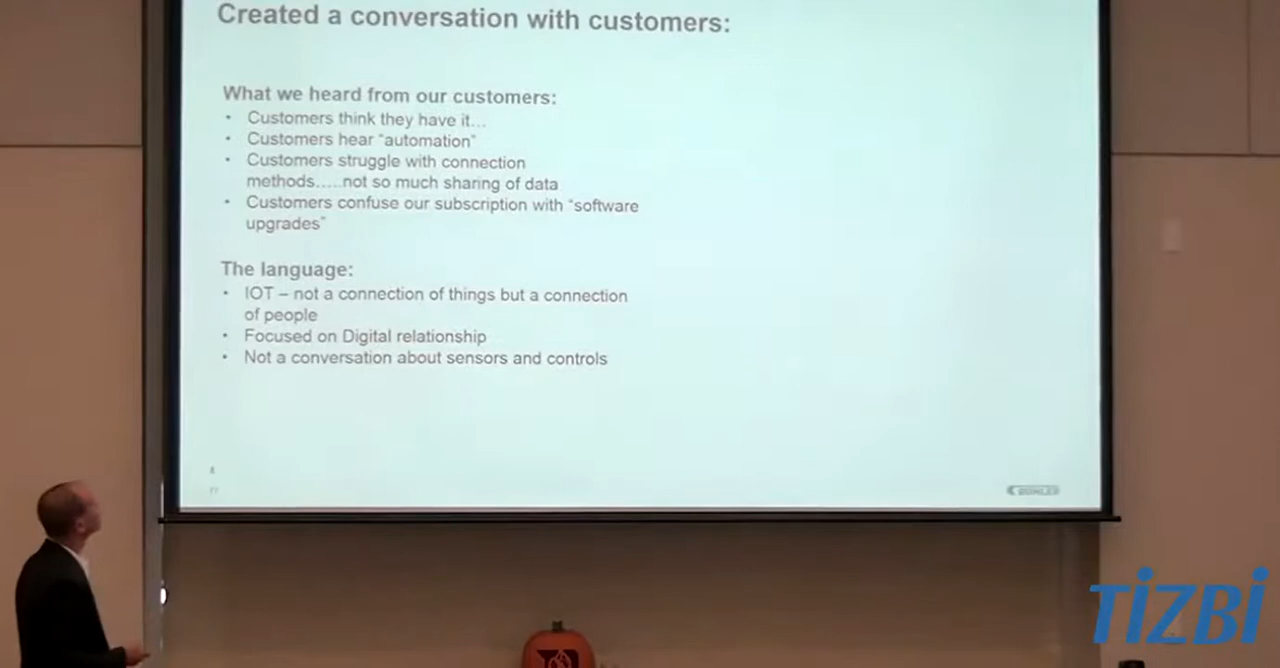 Created a conversation with customers:
What we heard from our customers:
• Customers think they have it...
• Customers hear "automation"
• Customers struggle with connection
methods.....not so much sharing of data
• Customers confuse our subscription with "software
upgrades"
The language:
• IOT – not a connection of things but a connection
of people
• Focused on Digital relationship
• Not a conversation about sensors and controls
BUHLER
TiZBi